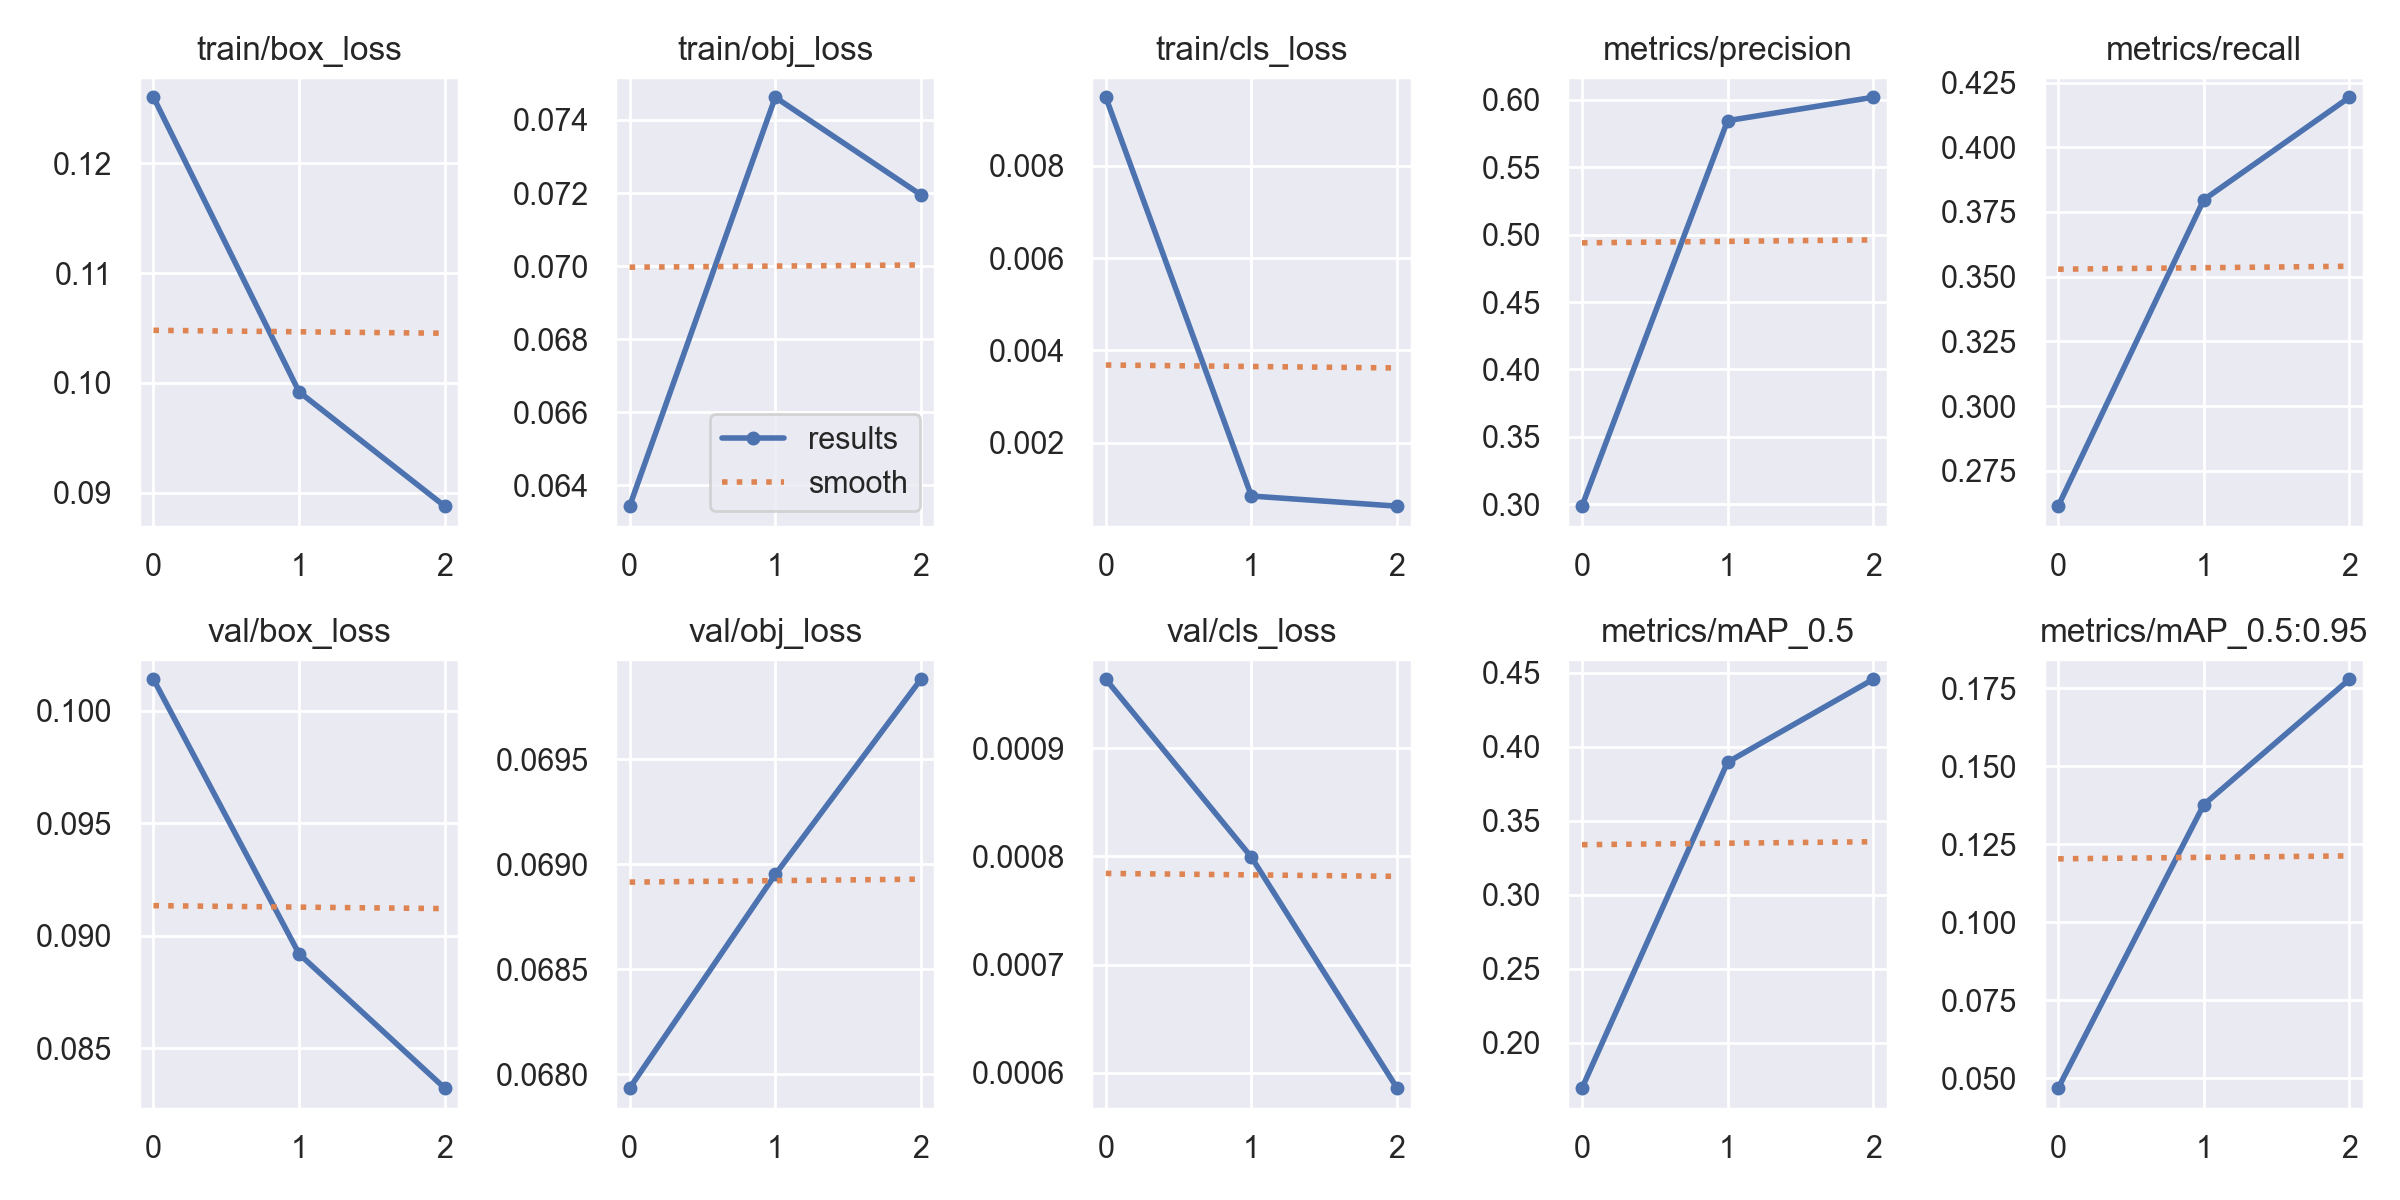 train/box_loss
0.12
0.11
0.10
0.09
0 1 2
train/obj_loss
0.074
0.072
0.070
0.068
0.066
0.064
results
smooth
0 1 2
train/cls_loss
0.008
0.006
0.004
0.002
0 1 2
metrics/precision
0.60
0.55
0.50
0.45
0.40
0.35
0.30
0 1 2
metrics/recall
0.425
0.400
0.375
0.350
0.325
0.300
0.275
0 1 2
val/box_loss
0.100
0.095
0.090
0.085
0 1 2
val/obj_loss
0.0695
0.0690
0.0685
0.0680
0 1 2
val/cls_loss
0.0009
0.0008
0.0007
0.0006
0 1 2
metrics/mAP_0.5
0.45
0.40
0.35
0.30
0.25
0.20
0 1 2
metrics/mAP_0.5:0.95
0.175
0.150
0.125
0.100
0.075
0.050
0 1 2